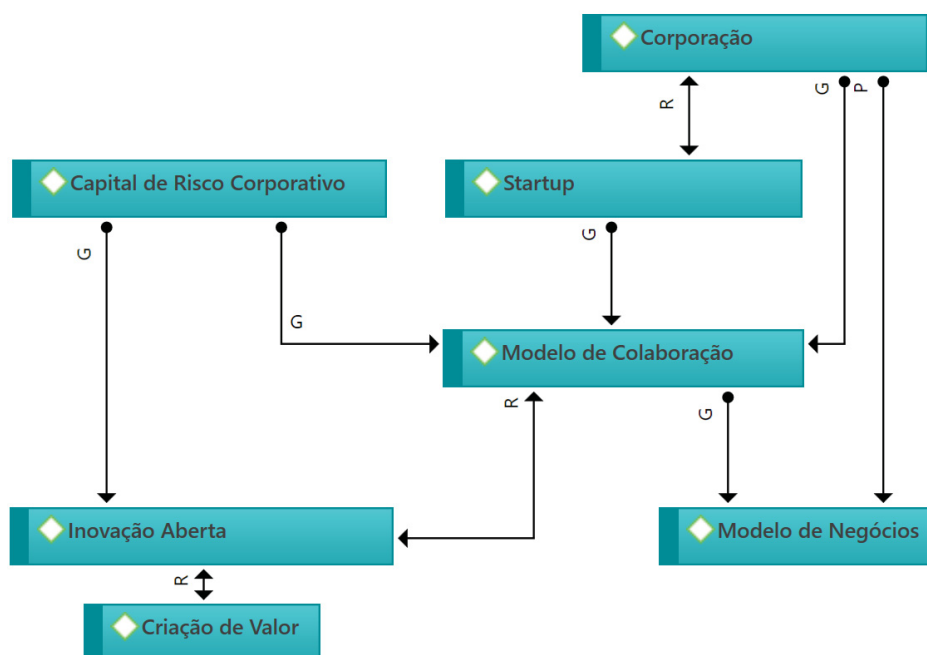 Corporação
R
G
P
Capital de Risco Corporativo
Startup
G
G
G
Modelo de Colaboração
R
G
Inovação Aberta
Modelo de Negócios
R
Criação de Valor